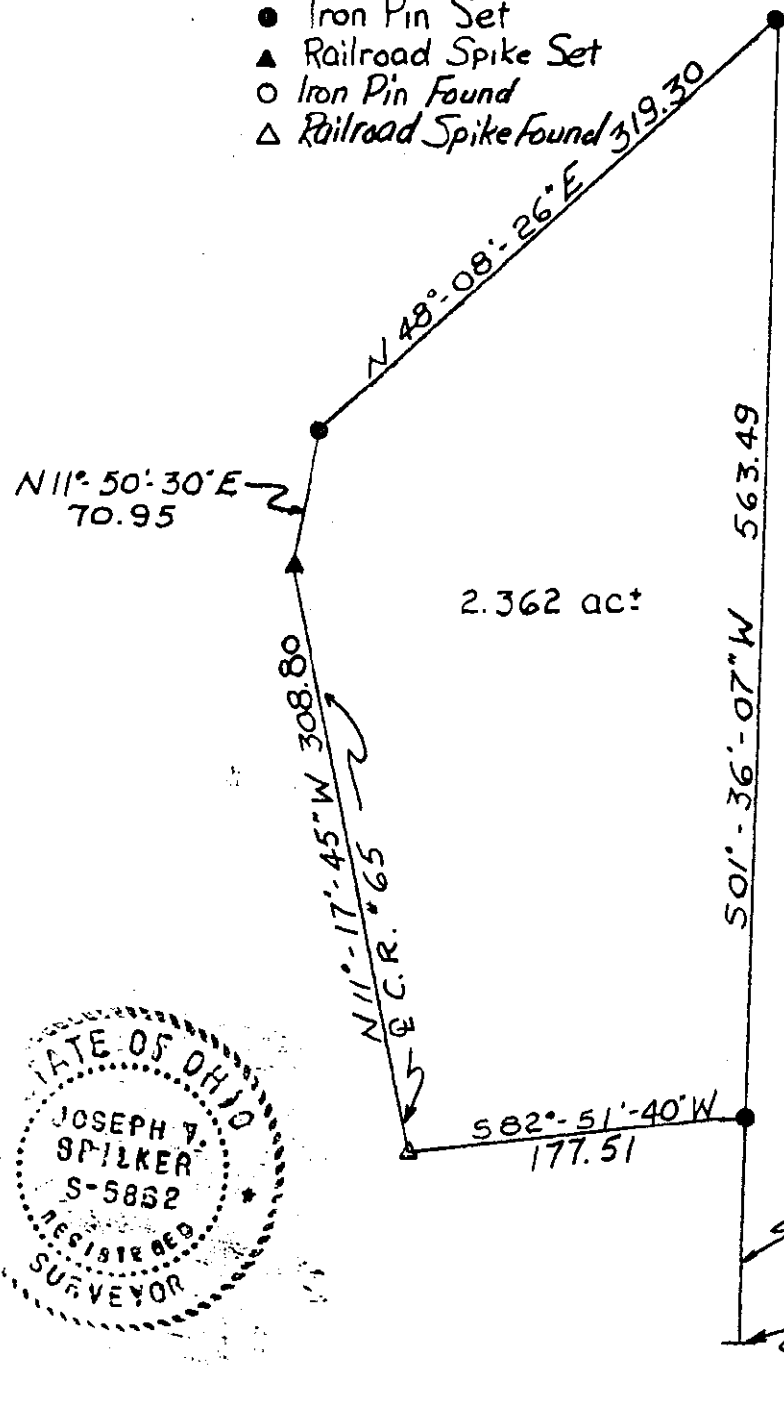 ● Iron Pin Set
▲ Railroad Spike Set
○ Iron Pin Found
△ Railroad Spike Found
N 48°-08'-26"E 319.30
N 11°-50'-30"E
70.95
2.362 ac±
S01°-36'-07"W 563.49
N 11°-17'-45"W 308.80
℄ C.R. #65
S82°-51'-40"W
177.51
STATE OF OHIO
JOSEPH
SPILKER
S-5862
REGISTERED
SURVEYOR